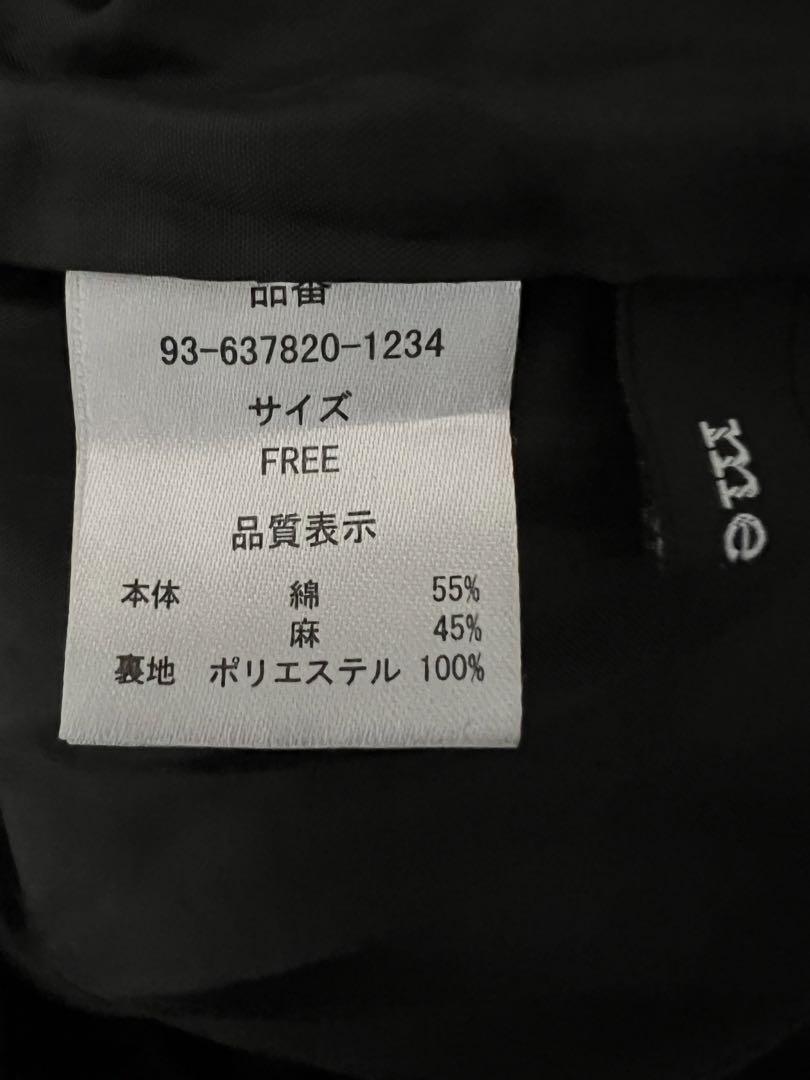 品番
93-637820-1234
サイズ
FREE
品質表示
本体 綿 55%
麻 45%
裏地 ポリエステル 100%
me